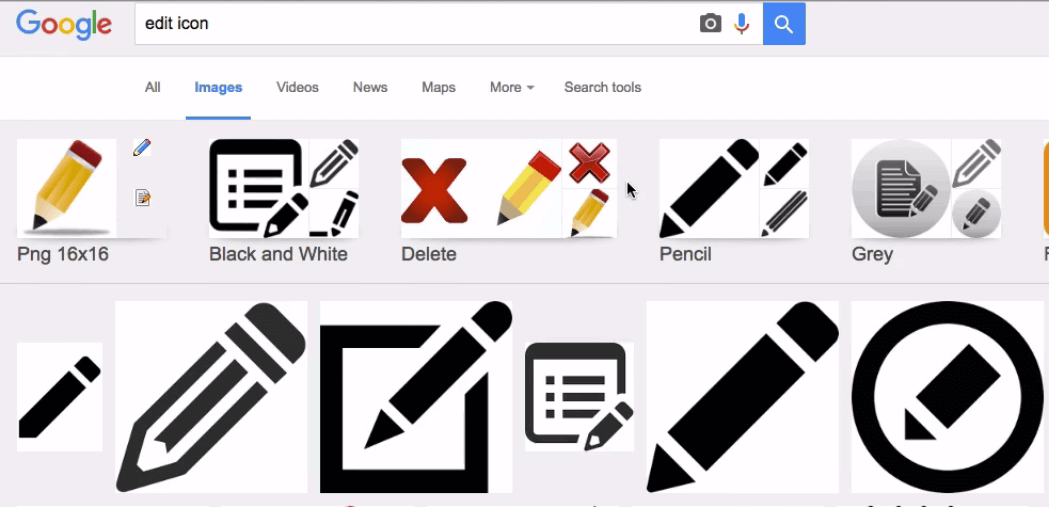 Google
edit icon
All Images Videos News Maps More Search tools
Png 16x16 Black and White Delete Pencil Grey